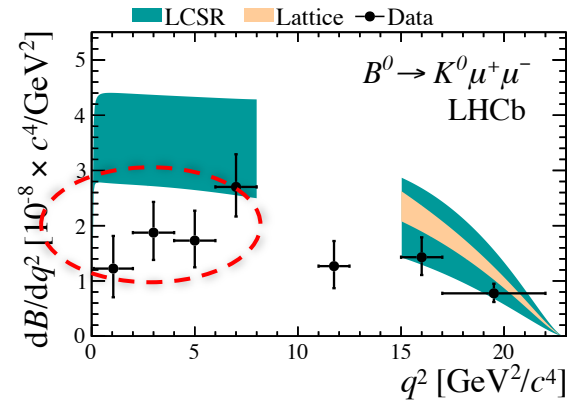 LCSR Lattice Data
B⁰ → K⁰μ⁺μ⁻
LHCb
dB/dq² [10⁻⁸ × c⁴/GeV²]
5
4
3
2
1
0
0 5 10 15 20
q² [GeV²/c⁴]